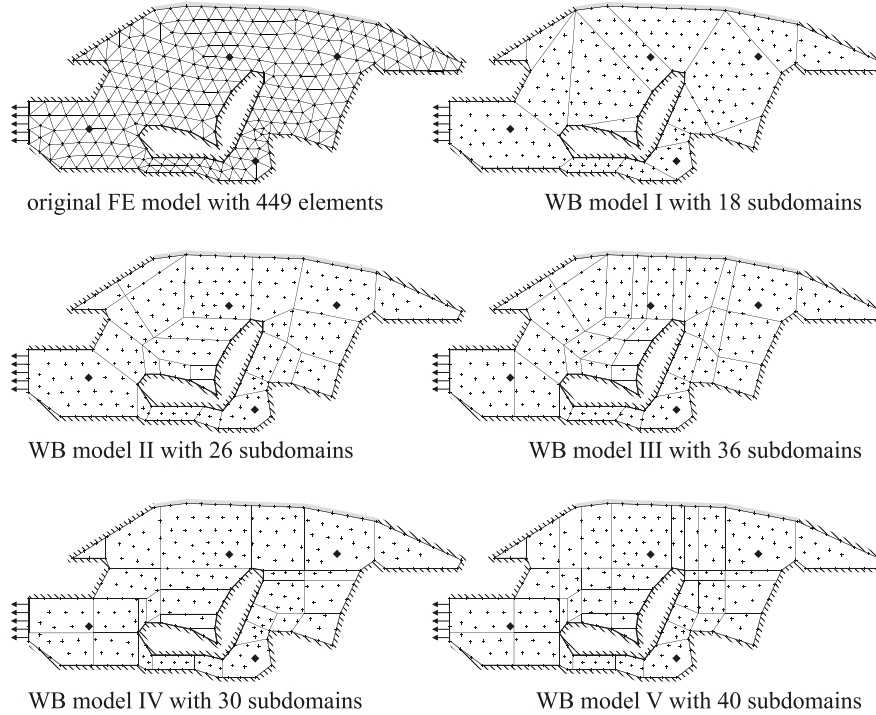 original FE model with 449 elements
WB model I with 18 subdomains
WB model II with 26 subdomains
WB model III with 36 subdomains
WB model IV with 30 subdomains
WB model V with 40 subdomains